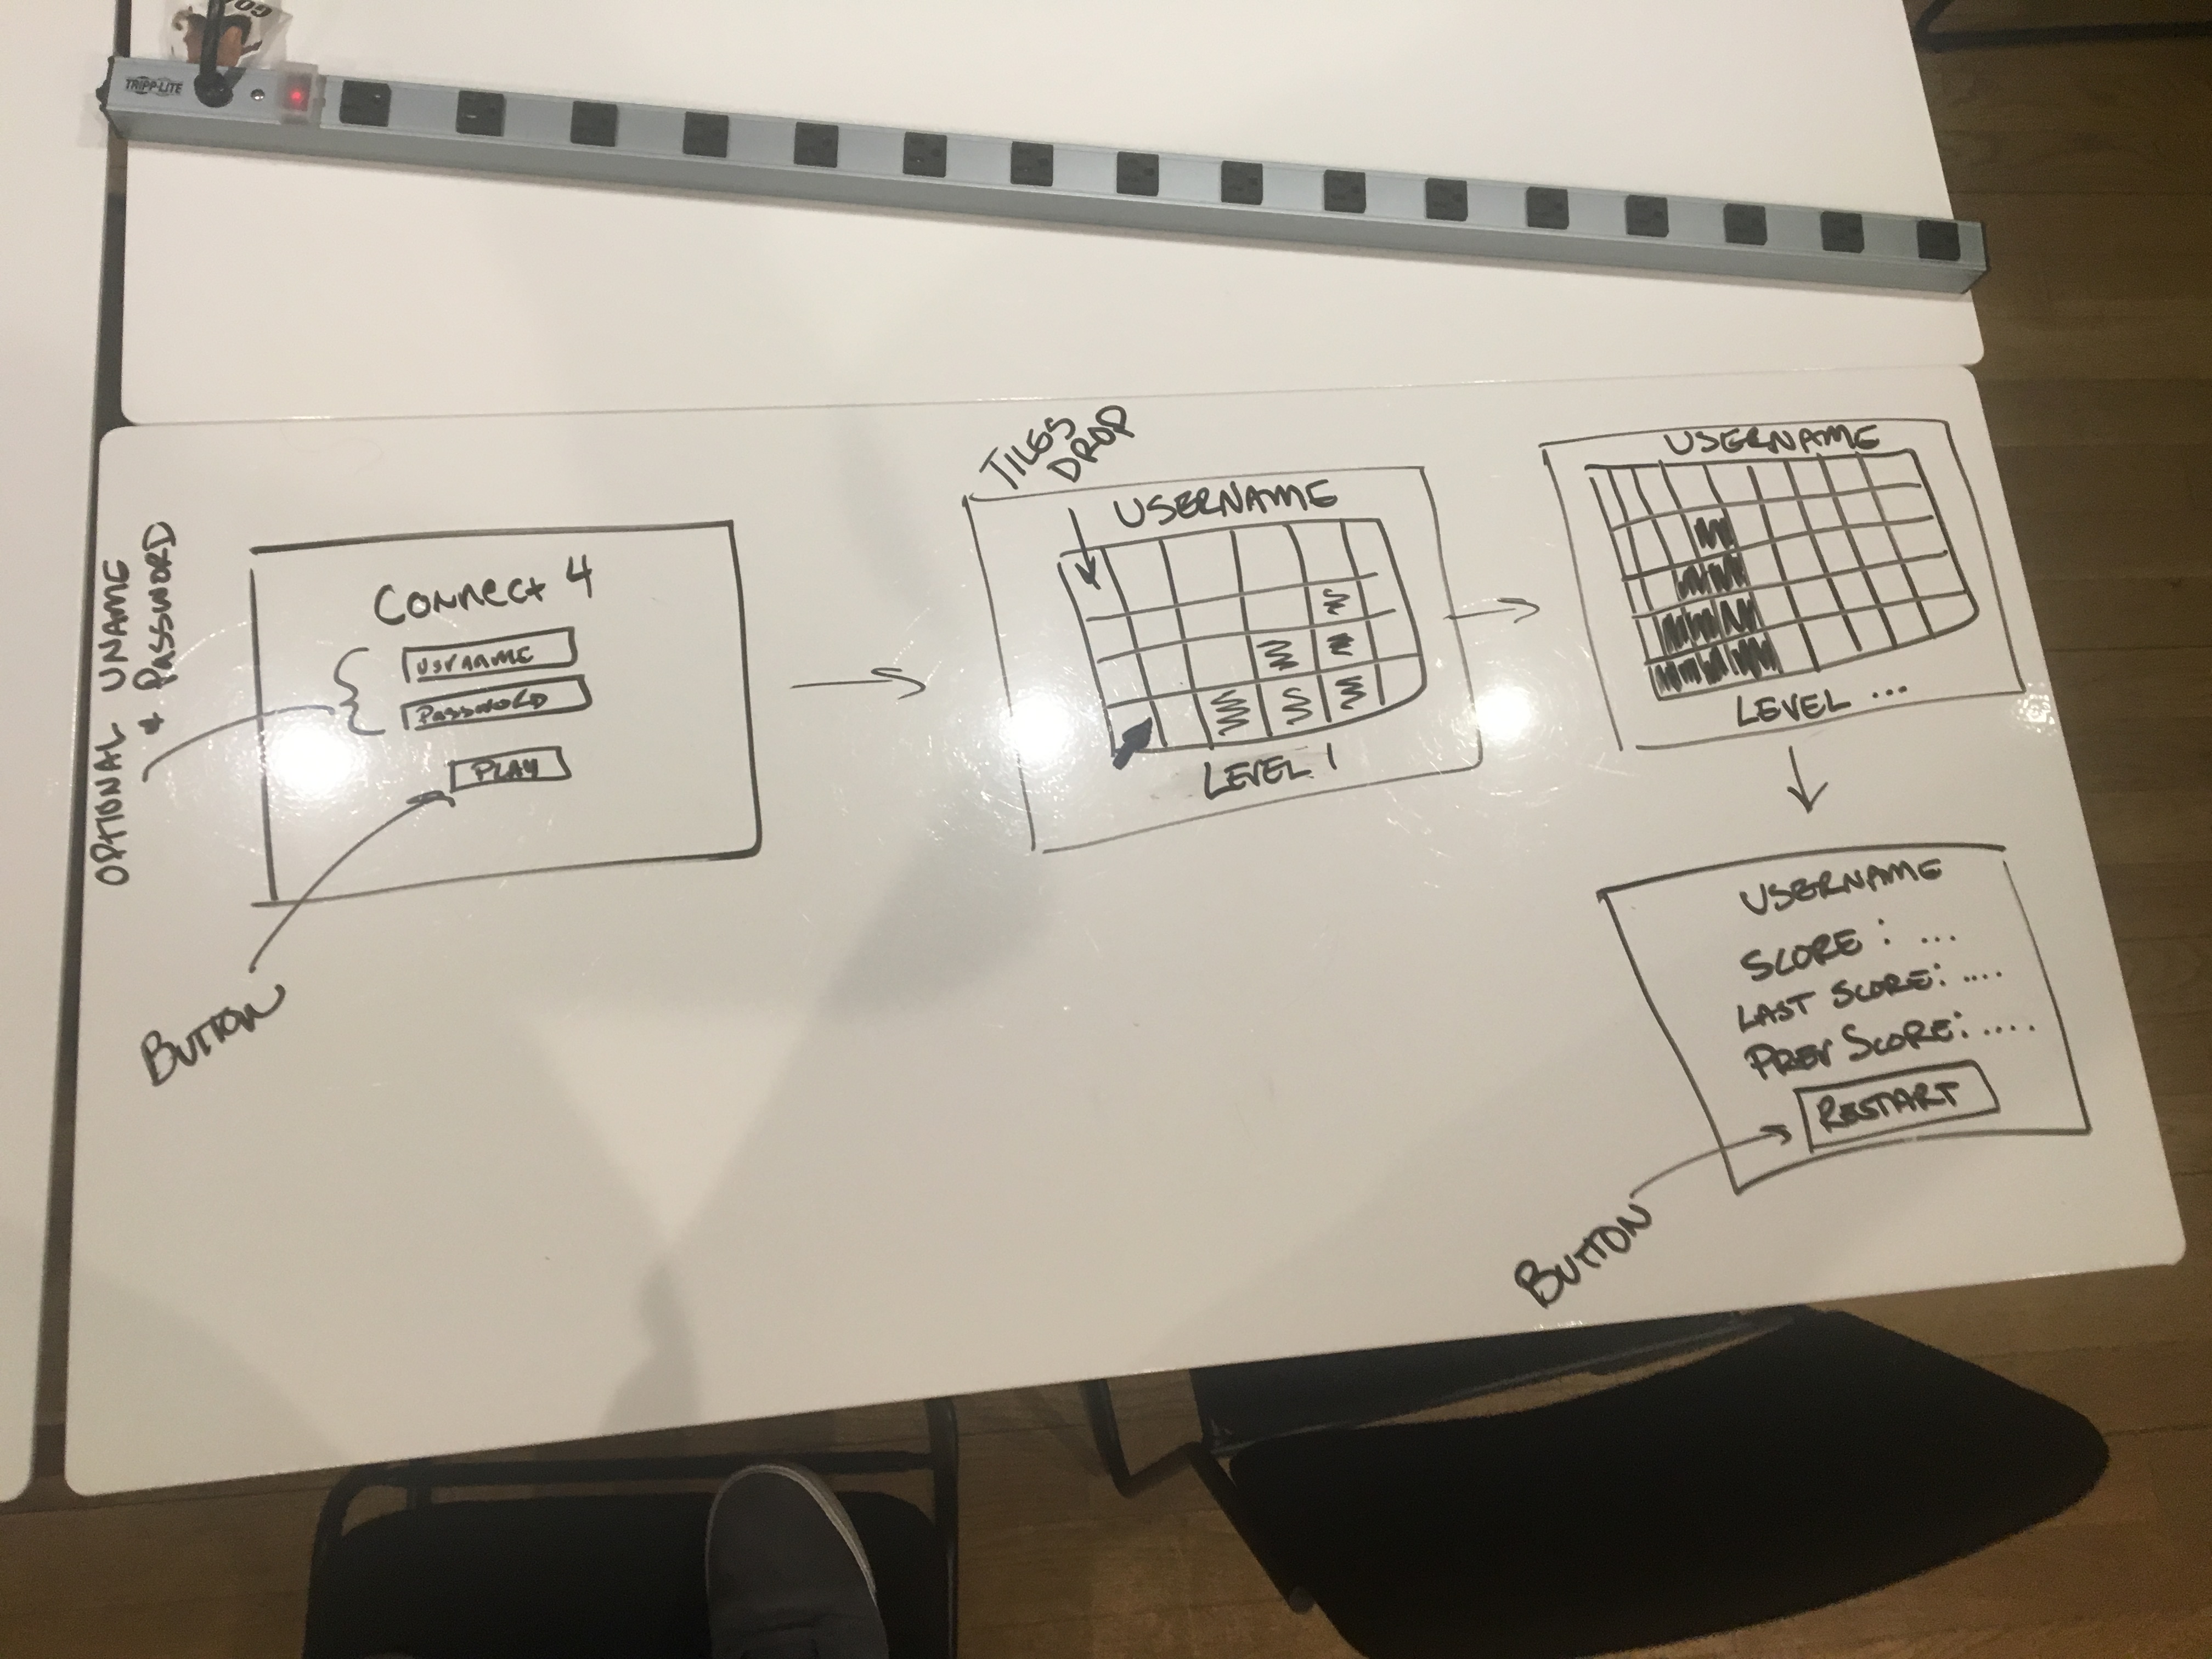 TRIPP-LITE
OPTIONAL UNAME
& PASSWORD
Connect 4
USERNAME
PASSWORD
PLAY
BUTTON
TILES
DROP
USERNAME
LEVEL 1
USERNAME
LEVEL ...
USERNAME
SCORE: ...
LAST SCORE: ....
PREV SCORE: ....
RESTART
BUTTON